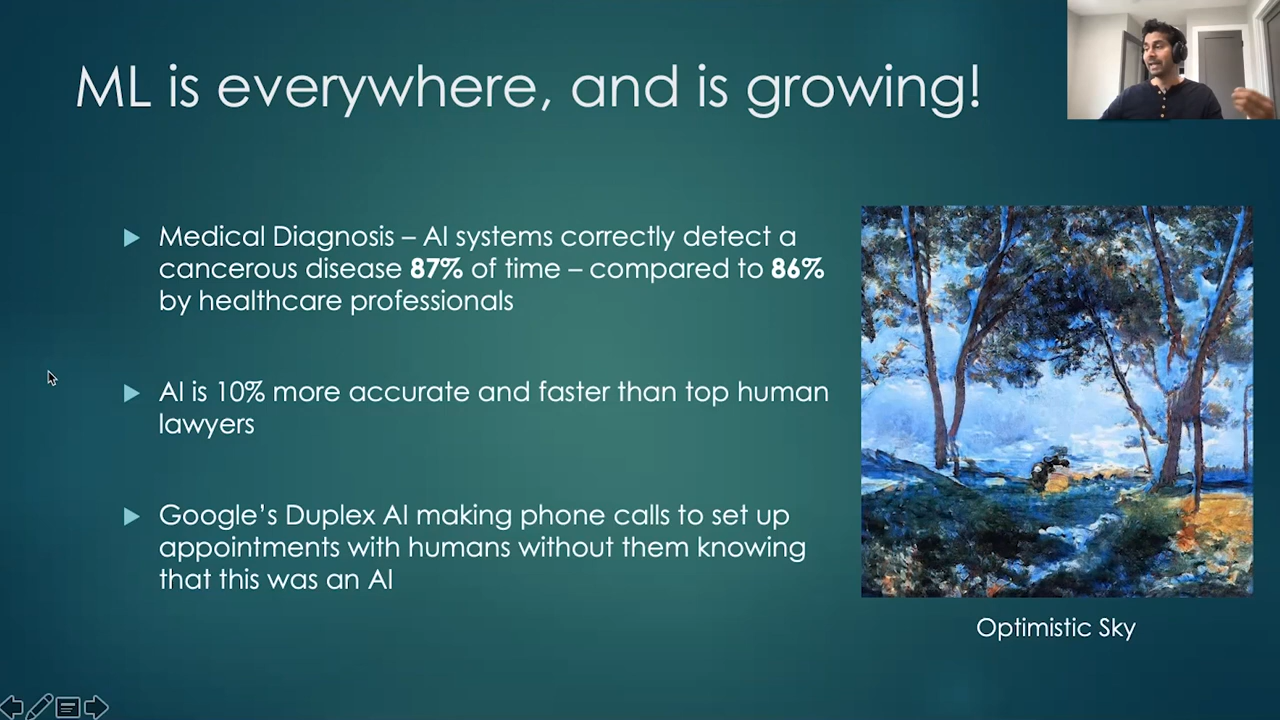 ML is everywhere, and is growing!
Medical Diagnosis – AI systems correctly detect a
cancerous disease 87% of time – compared to 86%
by healthcare professionals
AI is 10% more accurate and faster than top human
lawyers
Google's Duplex AI making phone calls to set up
appointments with humans without them knowing
that this was an AI
Optimistic Sky